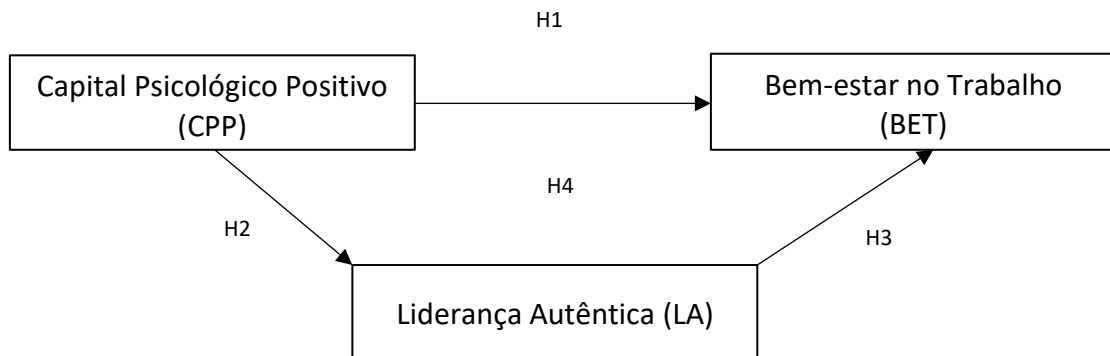 H1
Capital Psicológico Positivo
(CPP)
Bem-estar no Trabalho
(BET)
H4
H2
H3
Liderança Autêntica (LA)